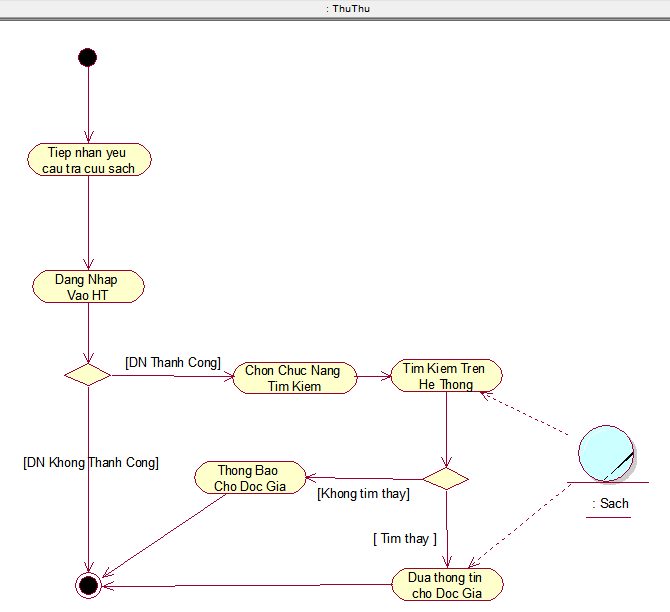 : ThuThu
Tiep nhan yeu
cau tra cuu sach
Dang Nhap
Vao HT
[DN Thanh Cong]
Chon Chuc Nang
Tim Kiem
Tim Kiem Tren
He Thong
[DN Khong Thanh Cong]
Thong Bao
Cho Doc Gia
[Khong tim thay]
: Sach
[ Tim thay ]
Dua thong tin
cho Doc Gia